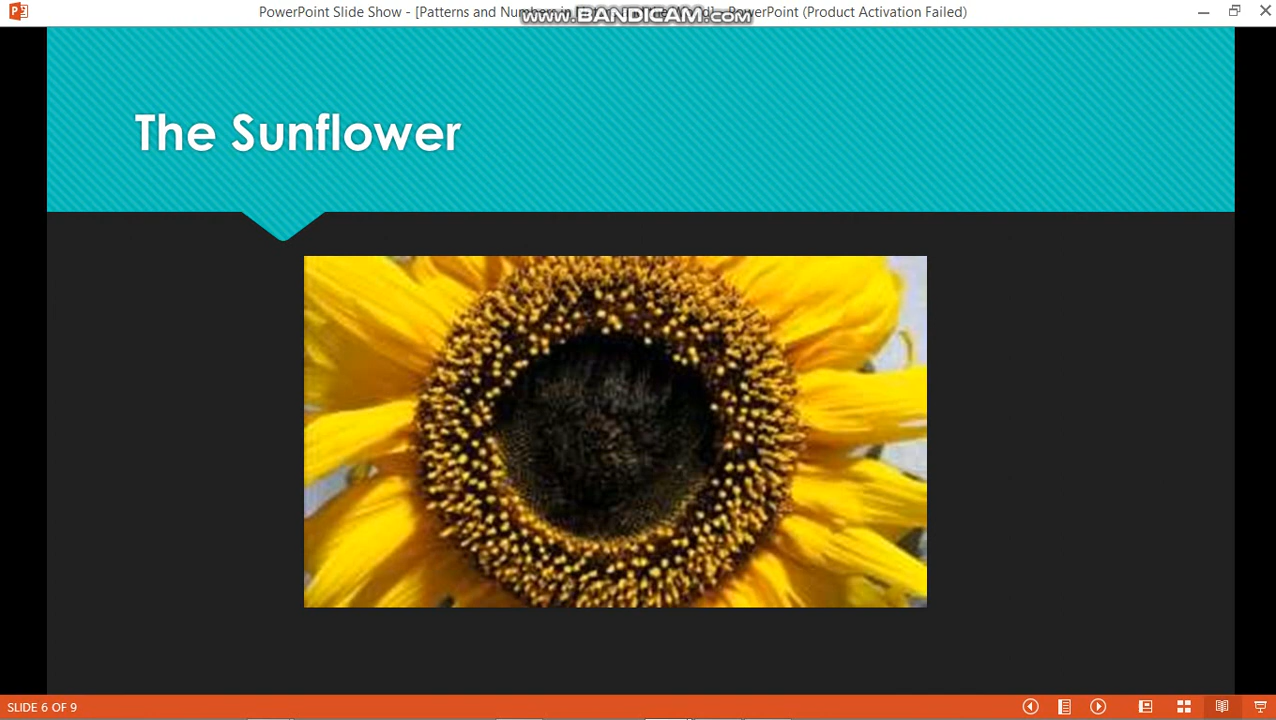 PowerPoint Slide Show - [Patterns and Numbers in PowerPoint (Product Activation Failed)
www.BANDICAM.com
The Sunflower
SLIDE 6 OF 9